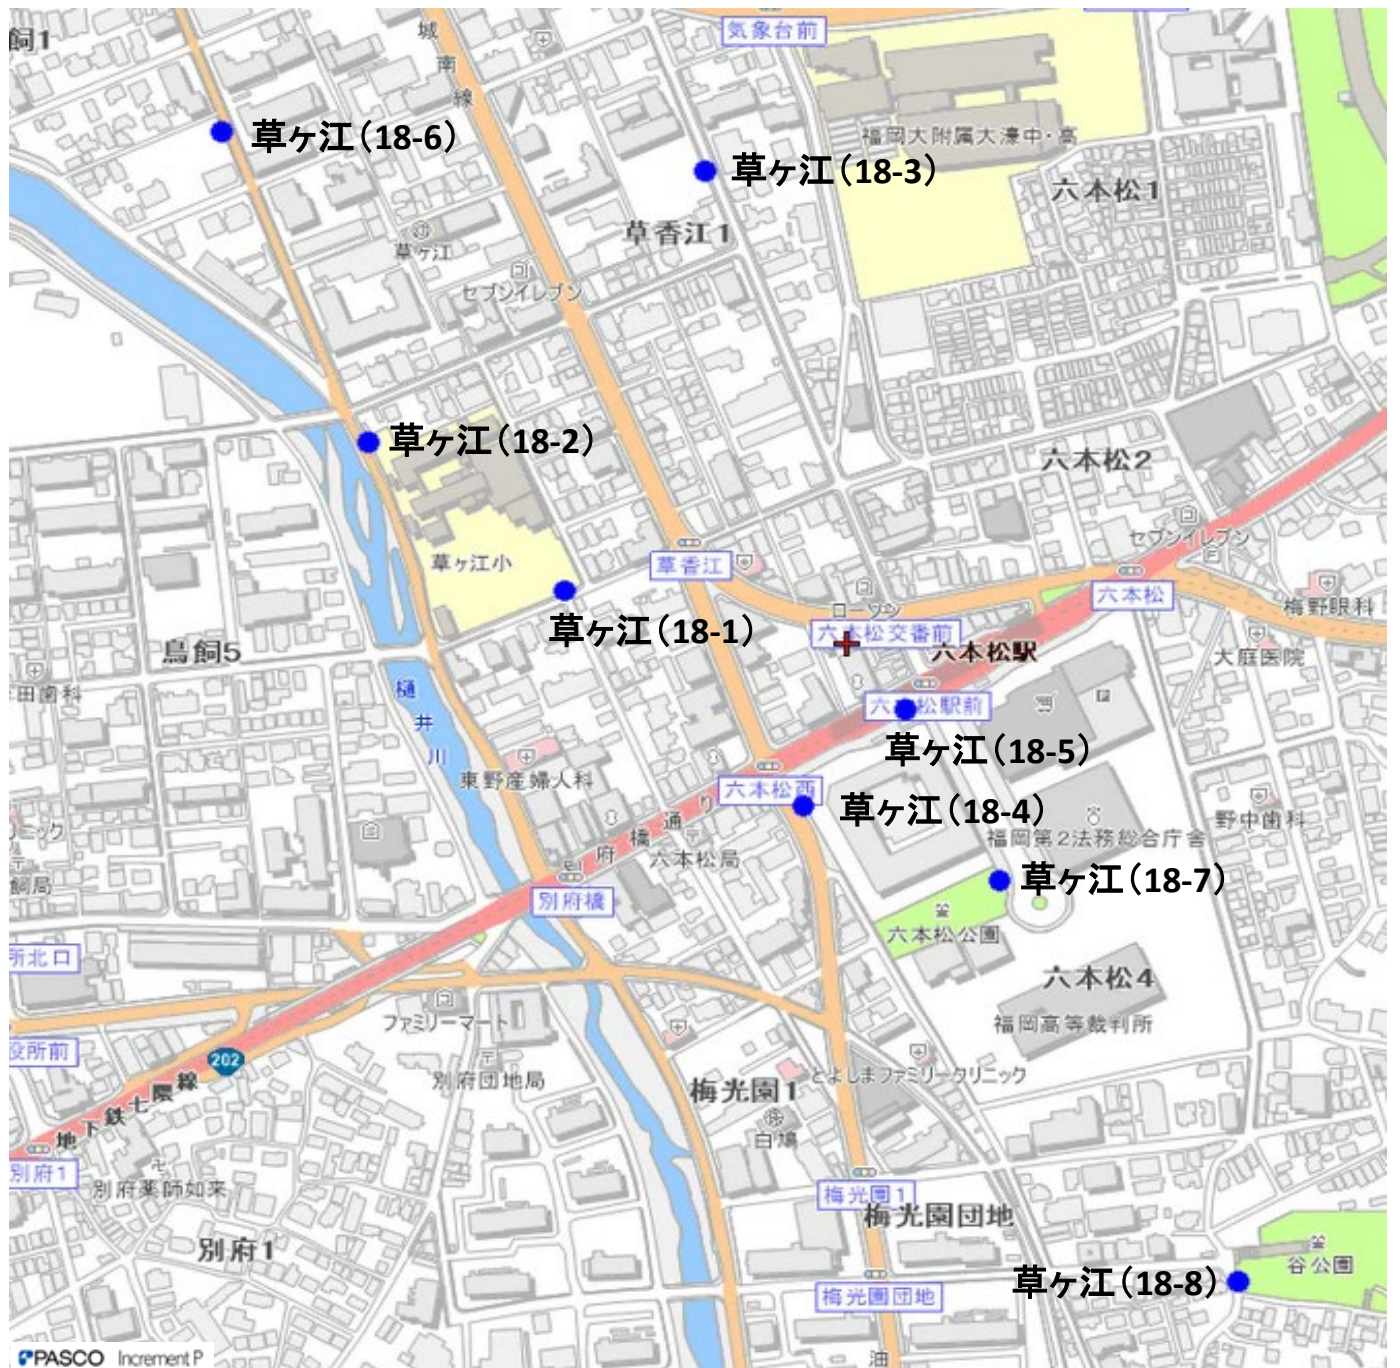 飼1
城南線
気象台前
草ヶ江(18-6)
福岡大附属大濠中・高
草ヶ江(18-3)
六本松1
草香江1
草ヶ江
セブンイレブン
草ヶ江(18-2)
六本松2
セブンイレブン
草ヶ江小
草香江
六本松
ローソン
梅野眼科
草ヶ江(18-1)
六本松交番前
六本松駅
大庭医院
鳥飼5
田歯科
樋井川
六本松駅前
草ヶ江(18-5)
東野産婦人科
六本松西
草ヶ江(18-4)
野中歯科
リニック
別府橋通り
六本松局
福岡第2法務総合庁舎
飼局
草ヶ江(18-7)
別府橋
六本松公園
所北口
六本松4
ファミリーマート
福岡高等裁判所
役所前
202
別府団地局
とよしまファミリークリニック
梅光園1
地下鉄七隈線
白鳩
別府1
別府薬師如来
梅光園1
梅光園団地
別府1
谷公園
草ヶ江(18-8)
梅光園団地
油
PASCO Increment P